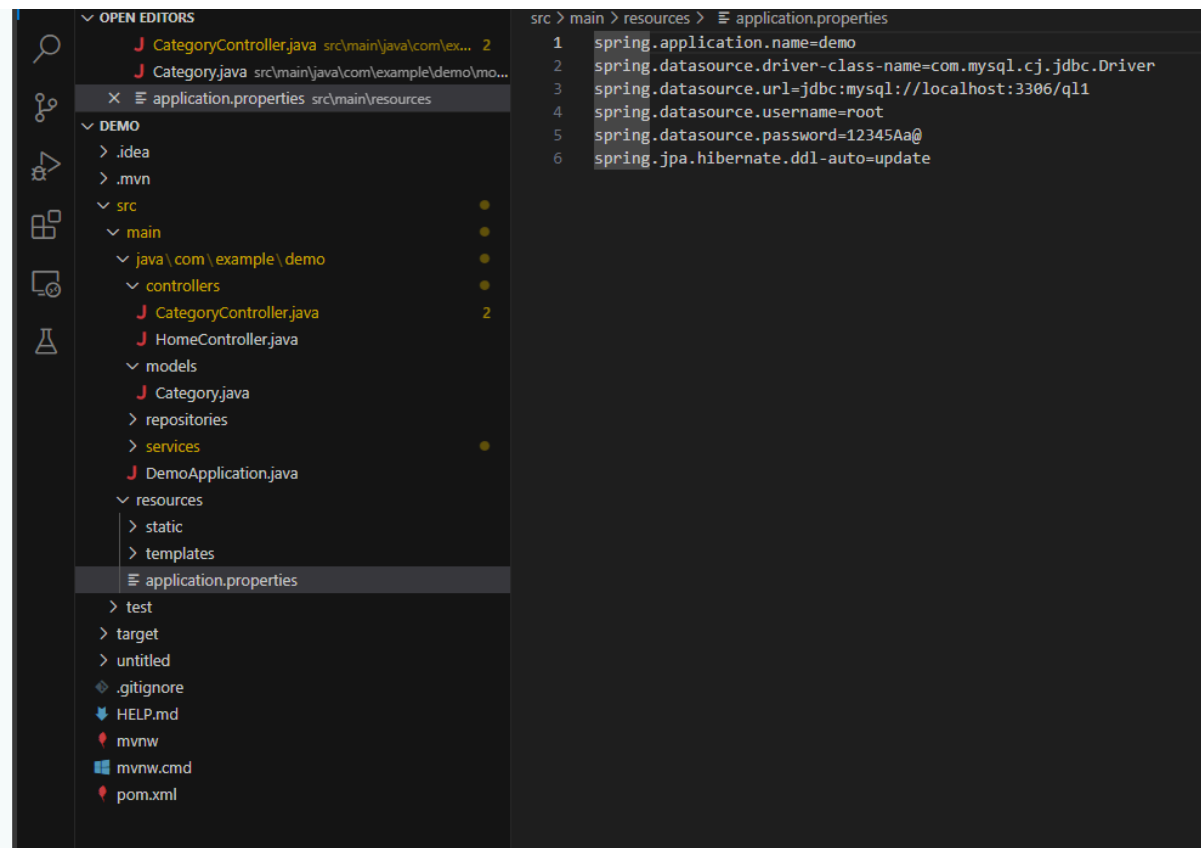 OPEN EDITORS
CategoryController.java src\main\java\com\ex... 2
Category.java src\main\java\com\example\demo\mo...
application.properties src\main\resources
DEMO
.idea
.mvn
src
main
java\com\example\demo
controllers
CategoryController.java 2
HomeController.java
models
Category.java
repositories
services
DemoApplication.java
resources
static
templates
application.properties
test
target
untitled
.gitignore
HELP.md
mvnw
mvnw.cmd
pom.xml
src > main > resources > application.properties
1 spring.application.name=demo
2 spring.datasource.driver-class-name=com.mysql.cj.jdbc.Driver
3 spring.datasource.url=jdbc:mysql://localhost:3306/ql1
4 spring.datasource.username=root
5 spring.datasource.password=12345Aa@
6 spring.jpa.hibernate.ddl-auto=update